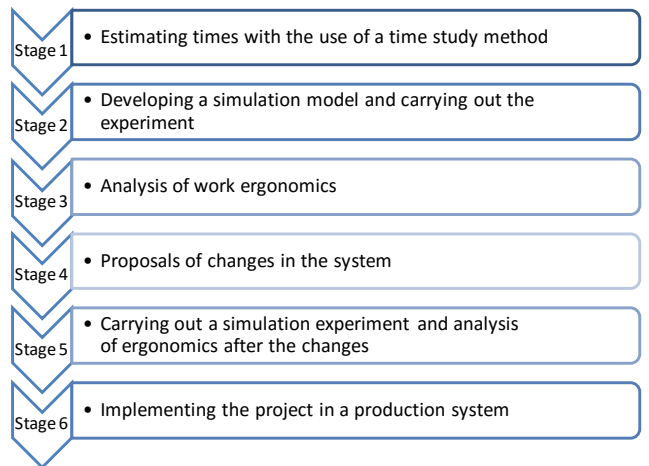 Stage 1
• Estimating times with the use of a time study method
Stage 2
• Developing a simulation model and carrying out the
experiment
Stage 3
• Analysis of work ergonomics
Stage 4
• Proposals of changes in the system
Stage 5
• Carrying out a simulation experiment and analysis
of ergonomics after the changes
Stage 6
• Implementing the project in a production system